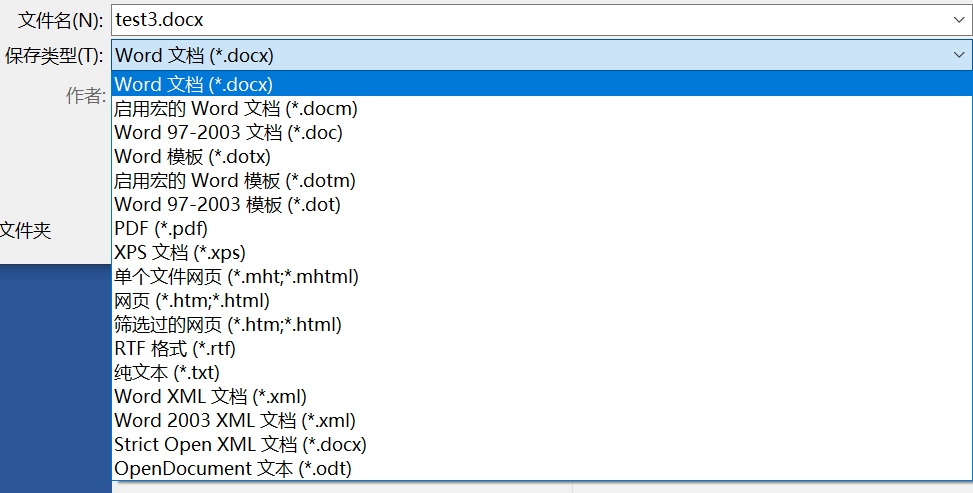 文件名(N): test3.docx
保存类型(T): Word 文档 (*.docx)
作者:
Word 文档 (*.docx)
启用宏的 Word 文档 (*.docm)
Word 97-2003 文档 (*.doc)
Word 模板 (*.dotx)
启用宏的 Word 模板 (*.dotm)
Word 97-2003 模板 (*.dot)
文件夹
PDF (*.pdf)
XPS 文档 (*.xps)
单个文件网页 (*.mht;*.mhtml)
网页 (*.htm;*.html)
筛选过的网页 (*.htm;*.html)
RTF 格式 (*.rtf)
纯文本 (*.txt)
Word XML 文档 (*.xml)
Word 2003 XML 文档 (*.xml)
Strict Open XML 文档 (*.docx)
OpenDocument 文本 (*.odt)